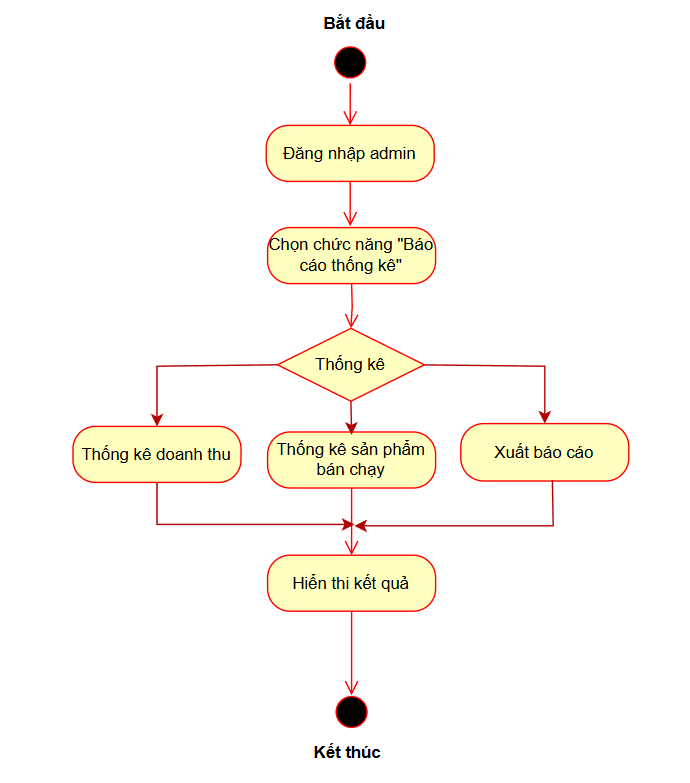 Bắt đầu
Đăng nhập admin
Chọn chức năng "Báo
cáo thống kê"
Thống kê
Thống kê doanh thu
Thống kê sản phẩm
bán chạy
Xuất báo cáo
Hiển thi kết quả
Kết thúc